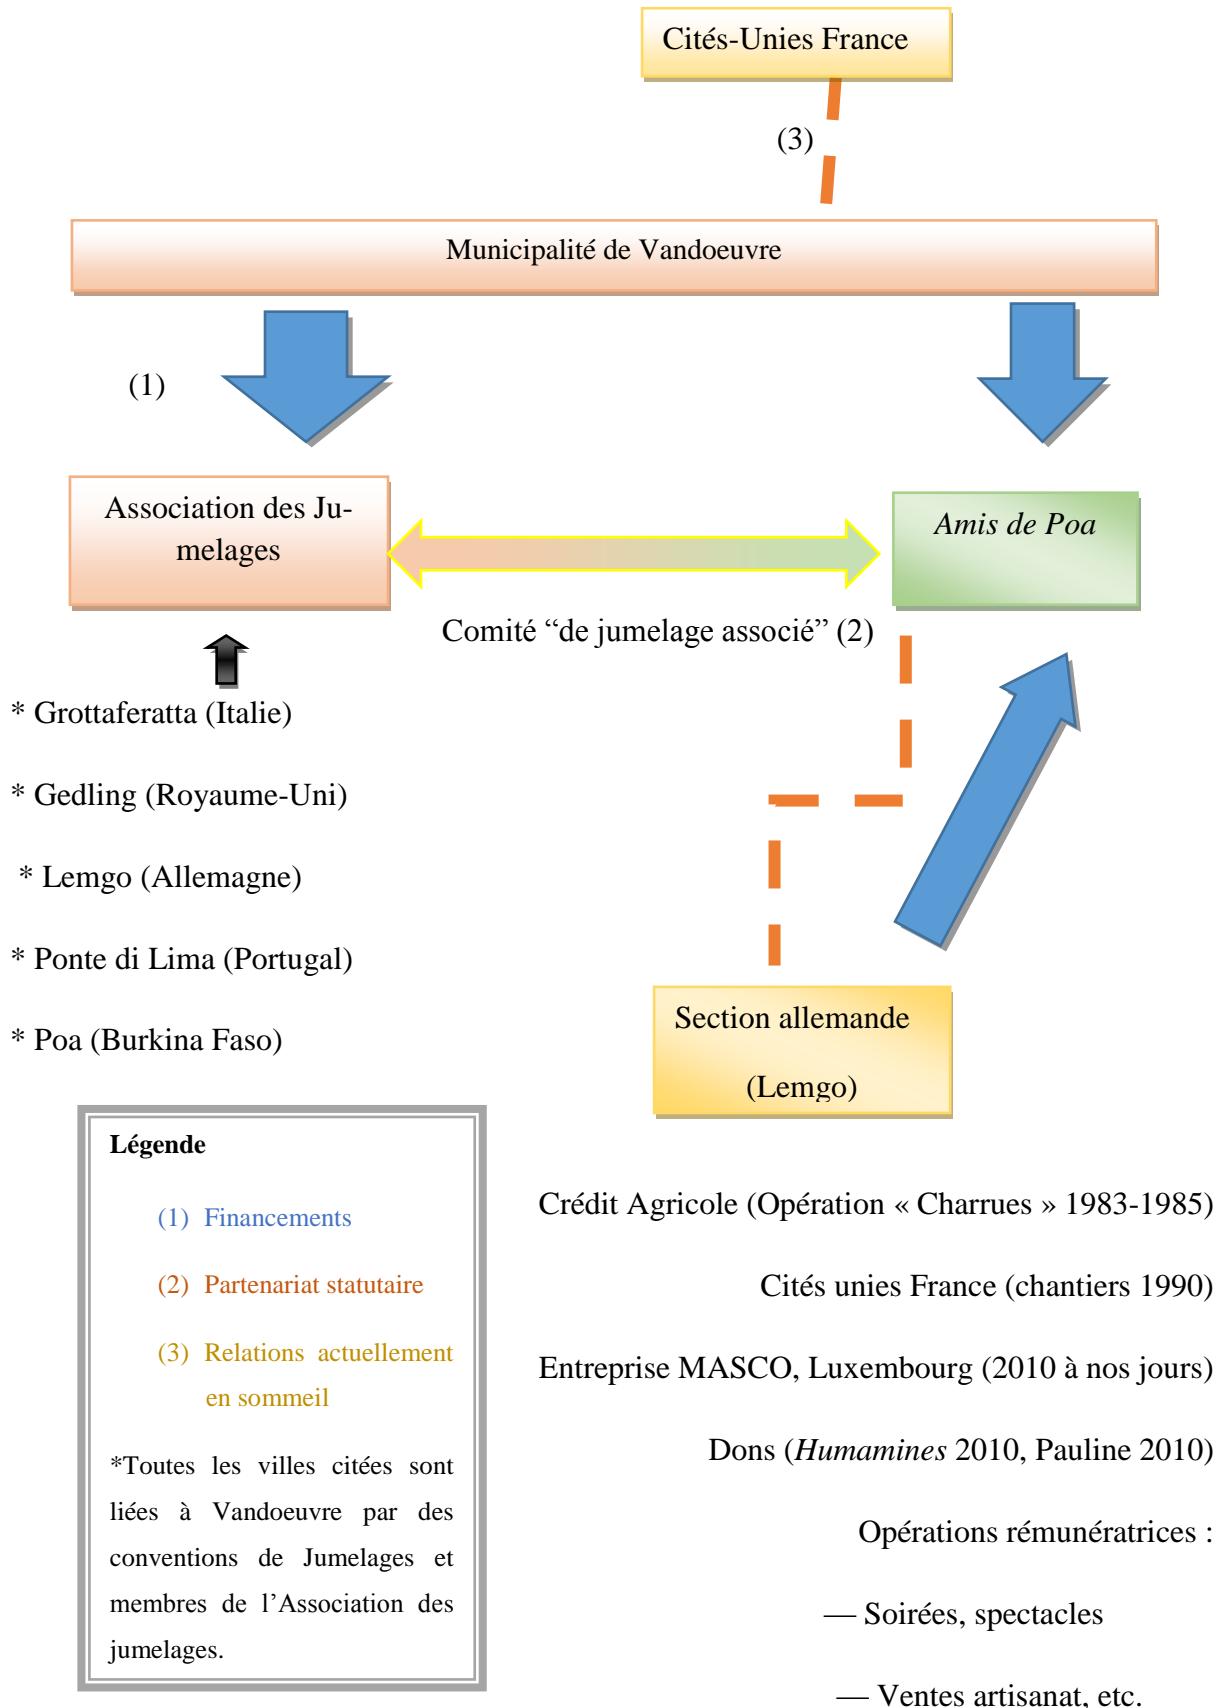 Cités-Unies France
(3)
Municipalité de Vandoeuvre
(1)
Association des Ju-
melages
Amis de Poa
Comité “de jumelage associé” (2)
* Grottaferatta (Italie)
* Gedling (Royaume-Uni)
* Lemgo (Allemagne)
* Ponte di Lima (Portugal)
* Poa (Burkina Faso)
Section allemande
(Lemgo)
Légende
(1) Financements
(2) Partenariat statutaire
(3) Relations actuellement
en sommeil
*Toutes les villes citées sont
liées à Vandoeuvre par des
conventions de Jumelages et
membres de l’Association des
jumelages.
Crédit Agricole (Opération « Charrues » 1983-1985)
Cités unies France (chantiers 1990)
Entreprise MASCO, Luxembourg (2010 à nos jours)
Dons (Humamines 2010, Pauline 2010)
Opérations rémunératrices :
— Soirées, spectacles
— Ventes artisanat, etc.